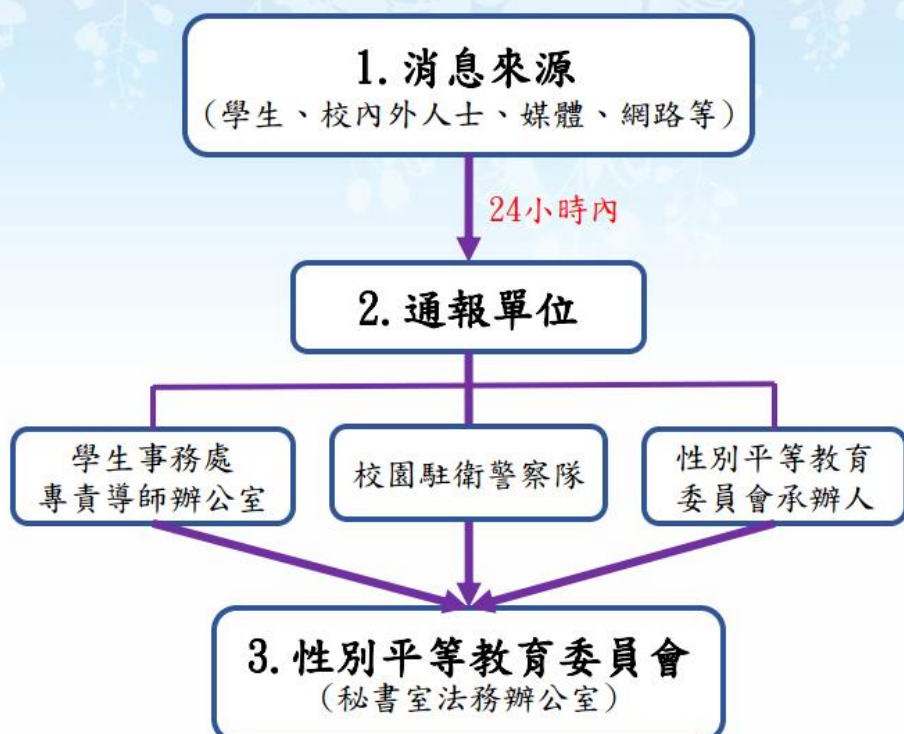 1.消息來源
（學生、校內外人士、媒體、網路等）
24小時內
2.通報單位
學生事務處
專責導師辦公室
校園駐衛警察隊
性別平等教育
委員會承辦人
3.性別平等教育委員會
（秘書室法務辦公室）